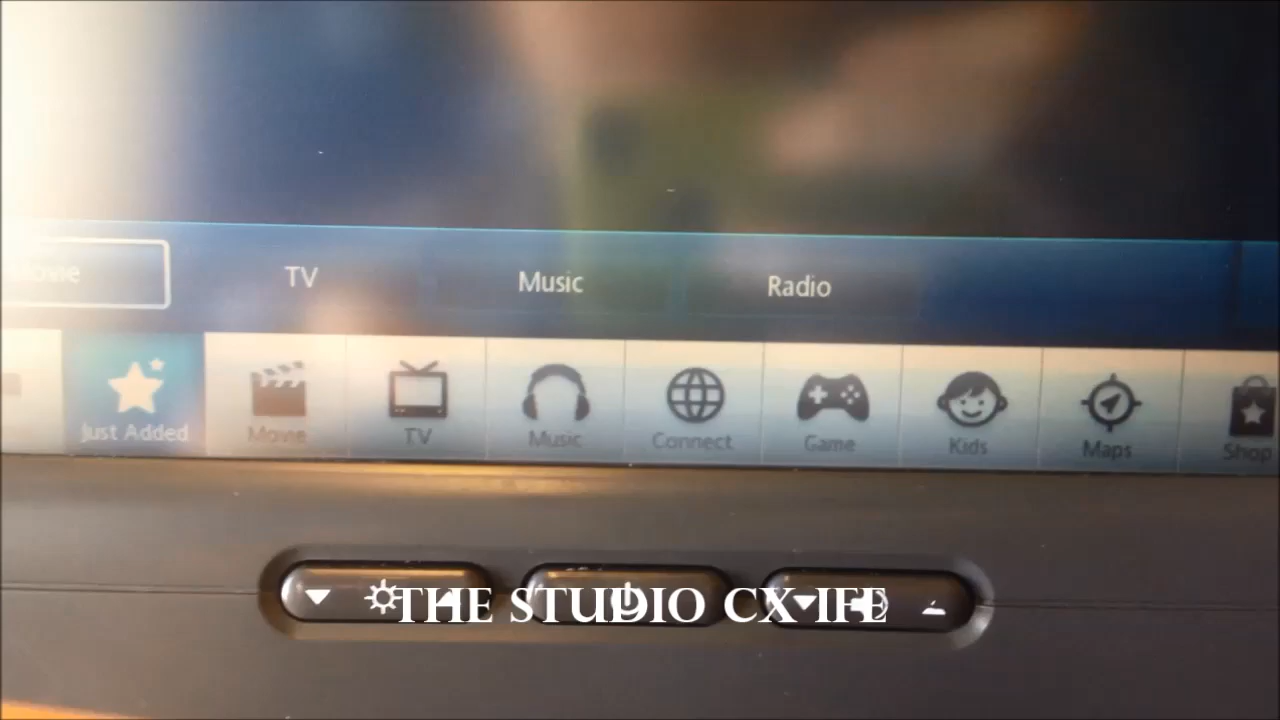 TV Music Radio
Just Added Movie TV Music Connect Game Kids Maps Shop
THE STUDIO CX IFE